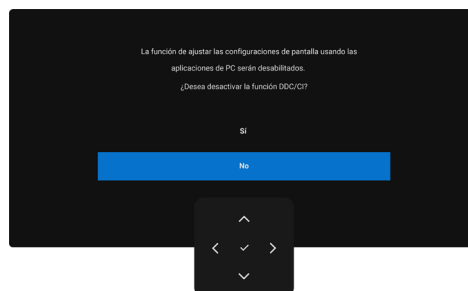 La función de ajustar las configuraciones de pantalla usando las
aplicaciones de PC serán desabilitados.
¿Desea desactivar la función DDC/CI?
Sí
No